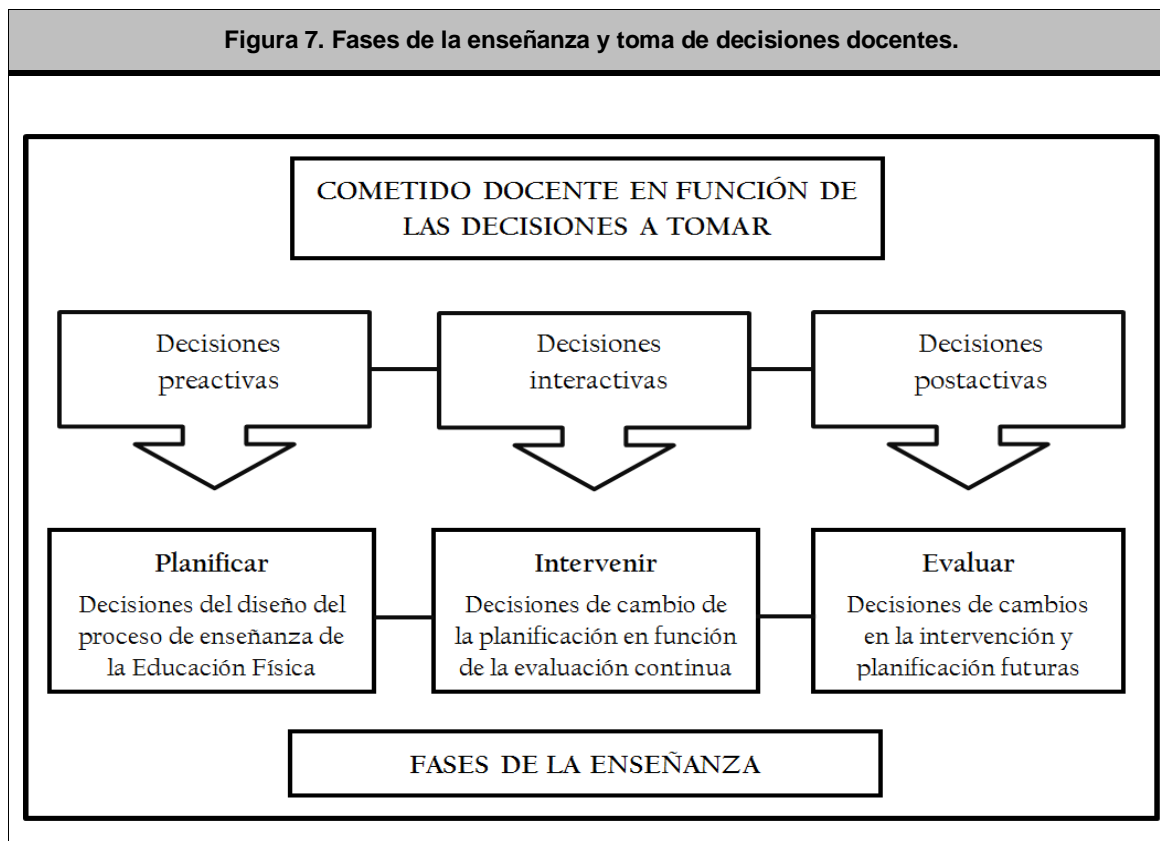 Figura 7. Fases de la enseñanza y toma de decisiones docentes.
COMETIDO DOCENTE EN FUNCIÓN DE
LAS DECISIONES A TOMAR
Decisiones
preactivas
Decisiones
interactivas
Decisiones
postactivas
Planificar
Decisiones del diseño del
proceso de enseñanza de
la Educación Física
Intervenir
Decisiones de cambio de
la planificación en función
de la evaluación continua
Evaluar
Decisiones de cambios
en la intervención y
planificación futuras
FASES DE LA ENSEÑANZA